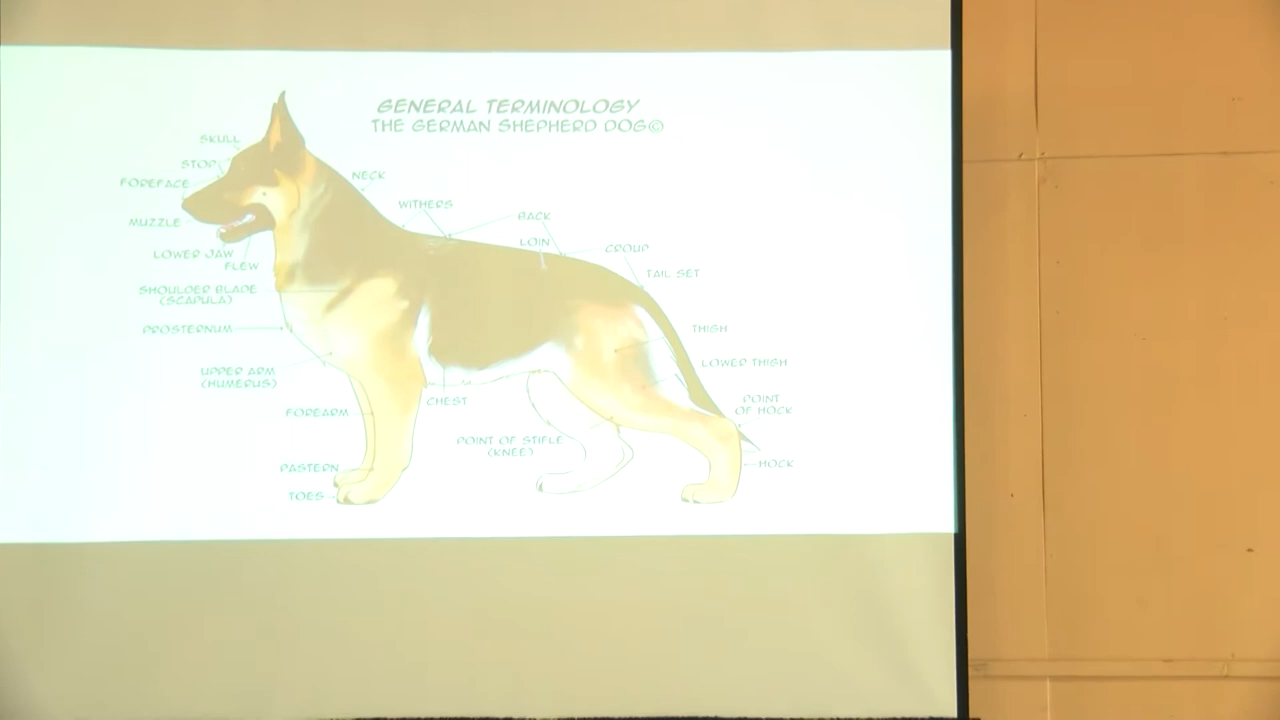 GENERAL TERMINOLOGY
THE GERMAN SHEPHERD DOG©
SKULL
STOP
FOREFACE
MUZZLE
LOWER JAW
FLEW
SHOULDER BLADE
(SCAPULA)
PROSTERNUM
UPPER ARM
(HUMERUS)
FOREARM
PASTERN
TOES
NECK
WITHERS
BACK
LOIN
CROUP
TAIL SET
THIGH
LOWER THIGH
POINT
OF HOCK
HOCK
CHEST
POINT OF STIFLE
(KNEE)